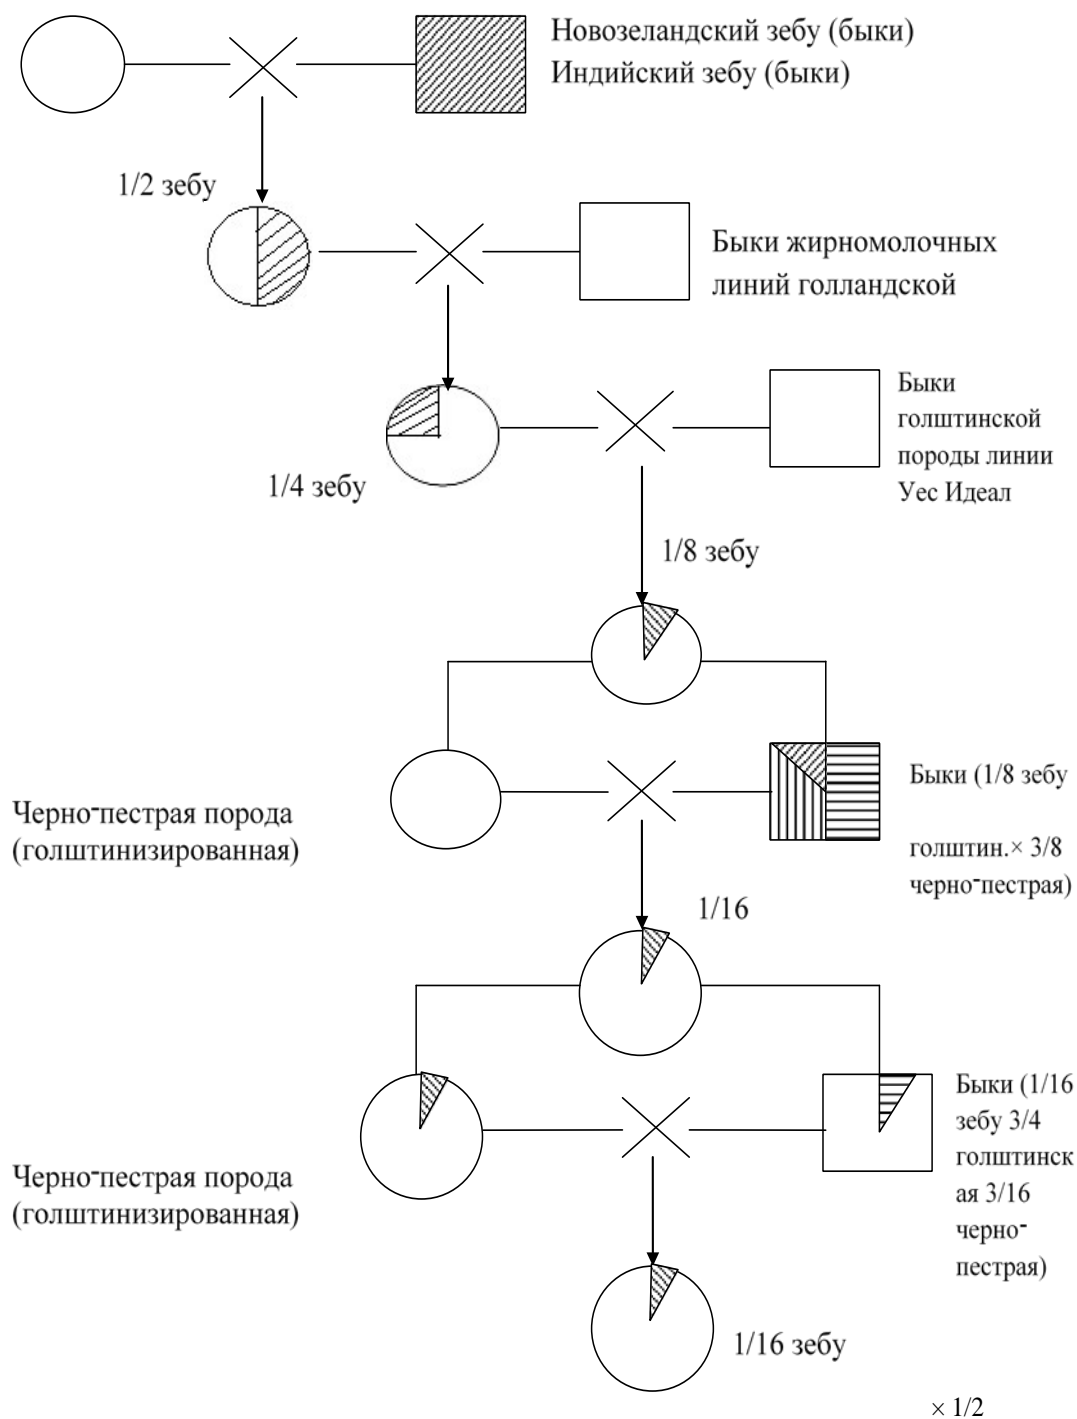 Новозеландский зебу (быки)
Индийский зебу (быки)
1/2 зебу
Быки жирномолочных
линий голландской
Быки
голштинской
породы линии
Уес Идеал
1/4 зебу
1/8 зебу
Быки (1/8 зебу
Черно-пестрая порода
(голштинизированная)
голштин.× 3/8
черно-пестрая)
1/16
Быки (1/16
зебу 3/4
голштинск
ая 3/16
черно-
пестрая)
Черно-пестрая порода
(голштинизированная)
1/16 зебу
× 1/2